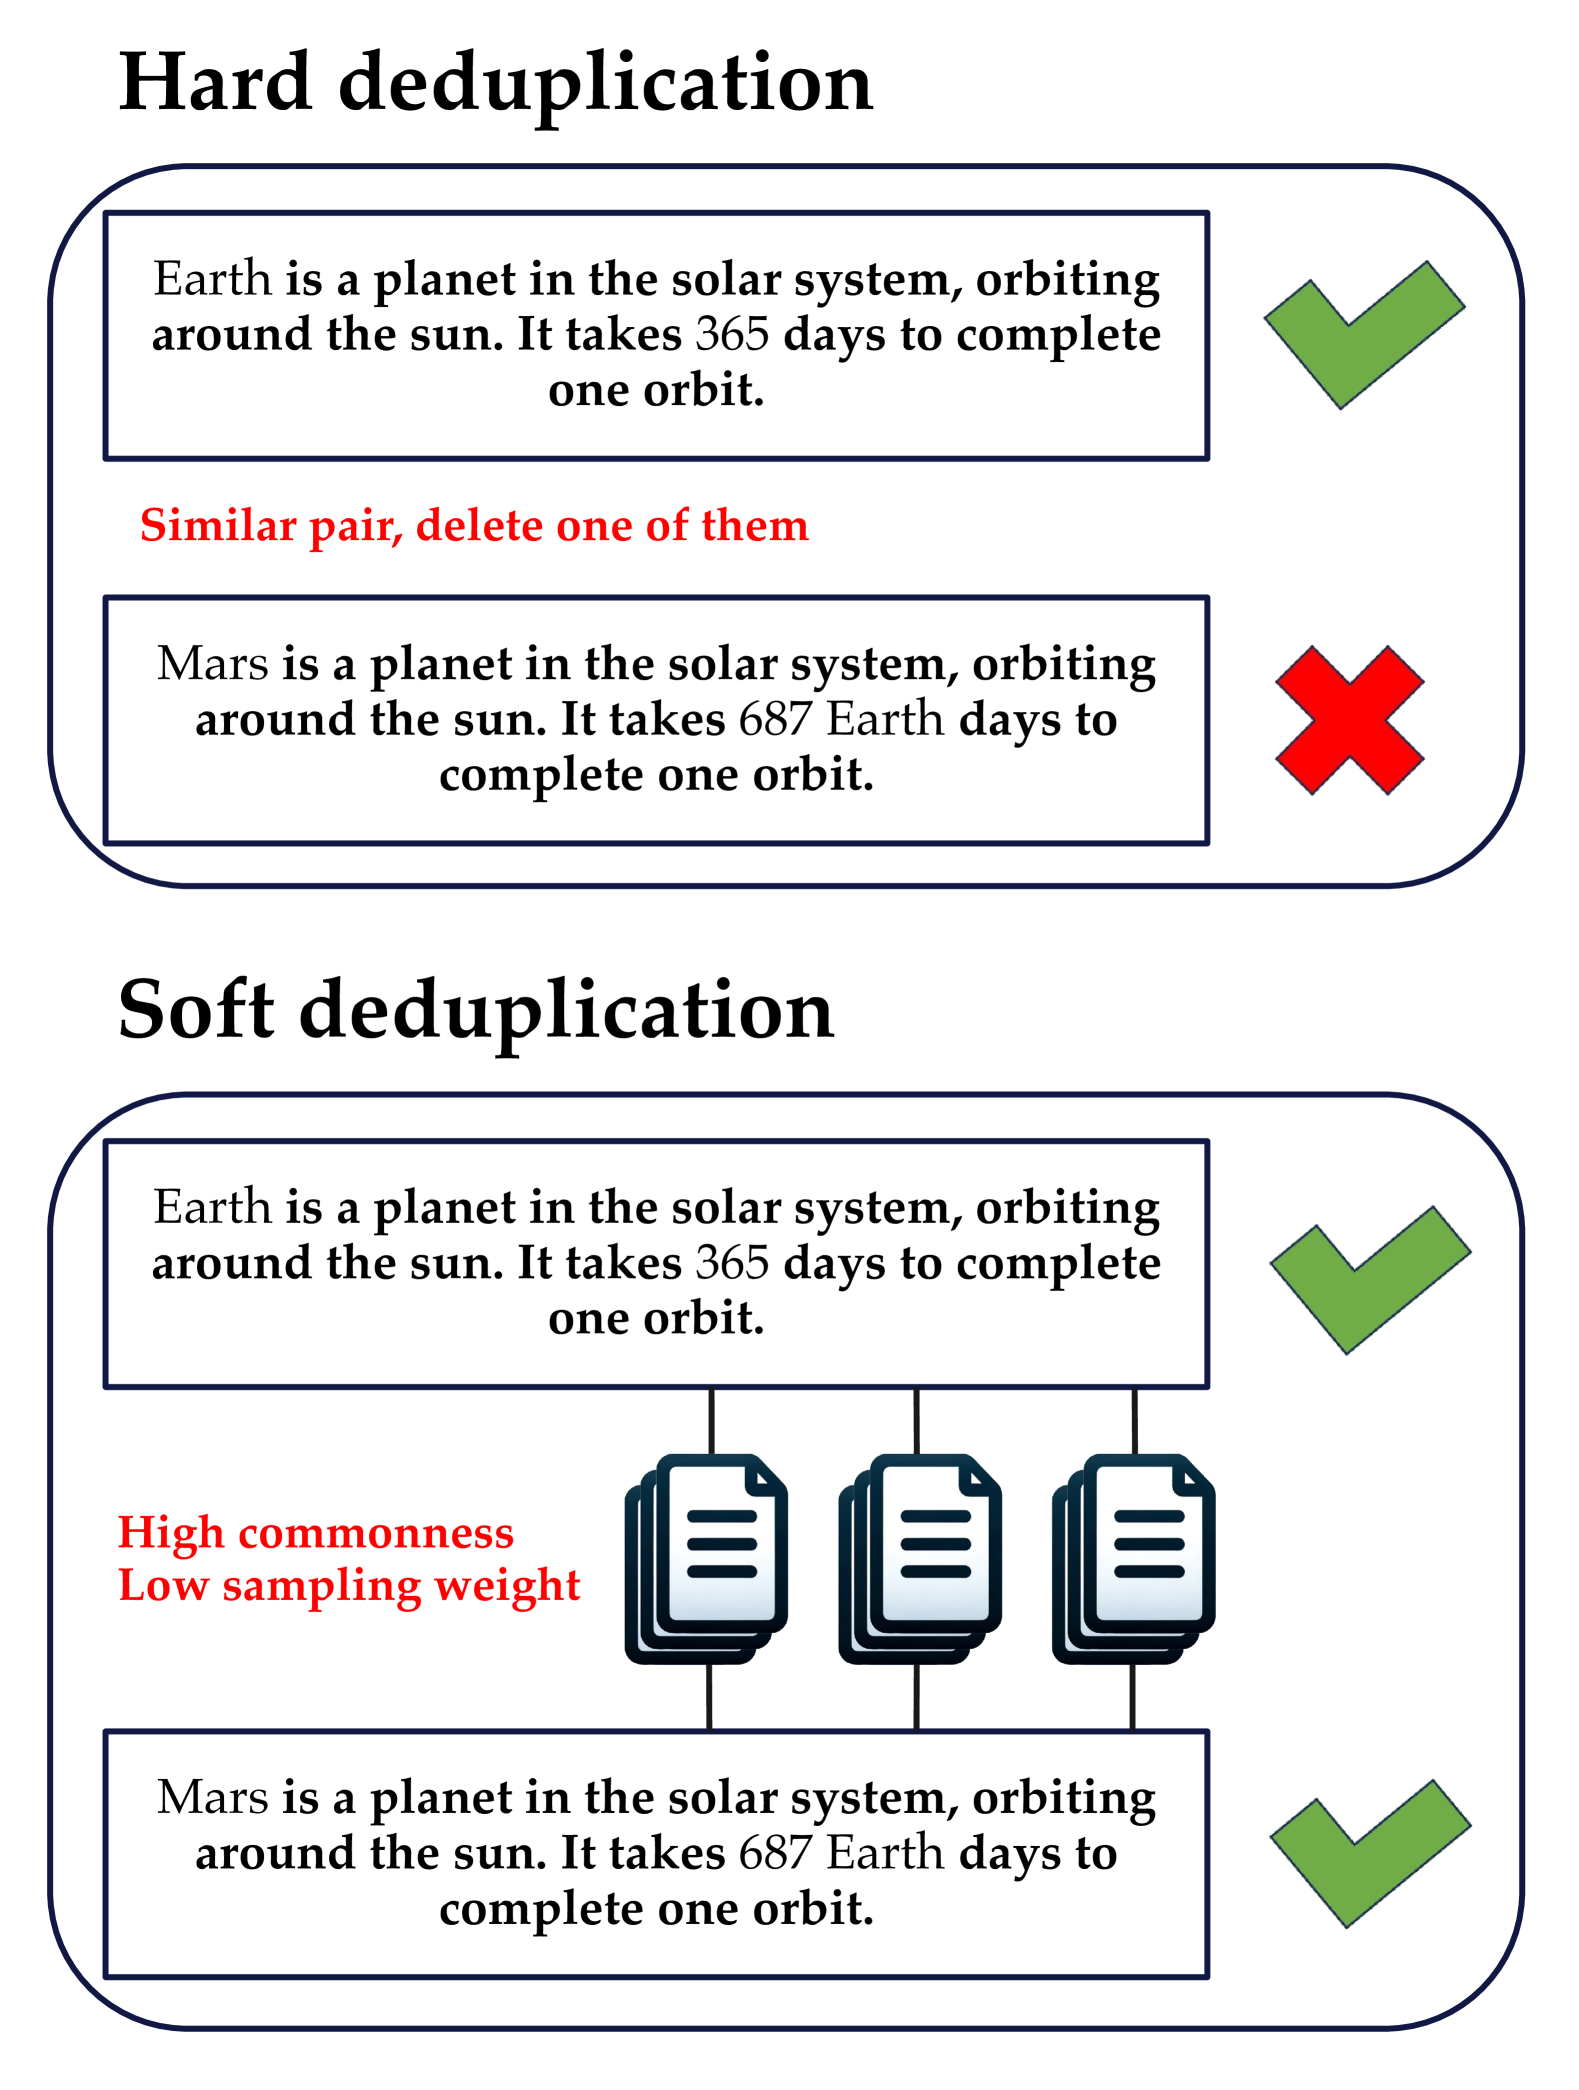 Hard deduplication
Earth is a planet in the solar system, orbiting
around the sun. It takes 365 days to complete
one orbit.
Similar pair, delete one of them
Mars is a planet in the solar system, orbiting
around the sun. It takes 687 Earth days to
complete one orbit.
Soft deduplication
Earth is a planet in the solar system, orbiting
around the sun. It takes 365 days to complete
one orbit.
High commonness
Low sampling weight
Mars is a planet in the solar system, orbiting
around the sun. It takes 687 Earth days to
complete one orbit.